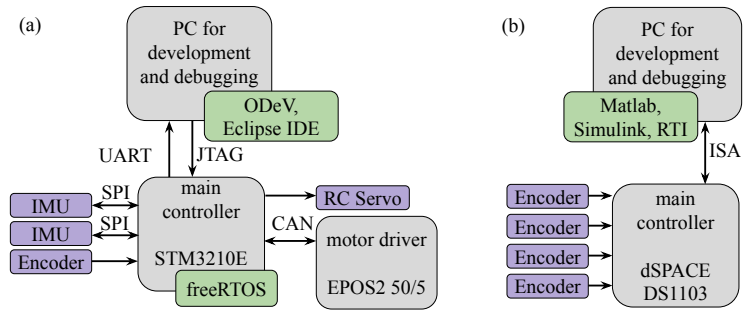 (a)
PC for
development
and debugging
ODeV,
Eclipse IDE
UART
JTAG
SPI
IMU
SPI
IMU
Encoder
main
controller
STM3210E
freeRTOS
RC Servo
CAN
motor driver
EPOS2 50/5
(b)
PC for
development
and debugging
Matlab,
Simulink, RTI
ISA
Encoder
Encoder
Encoder
Encoder
main
controller
dSPACE
DS1103